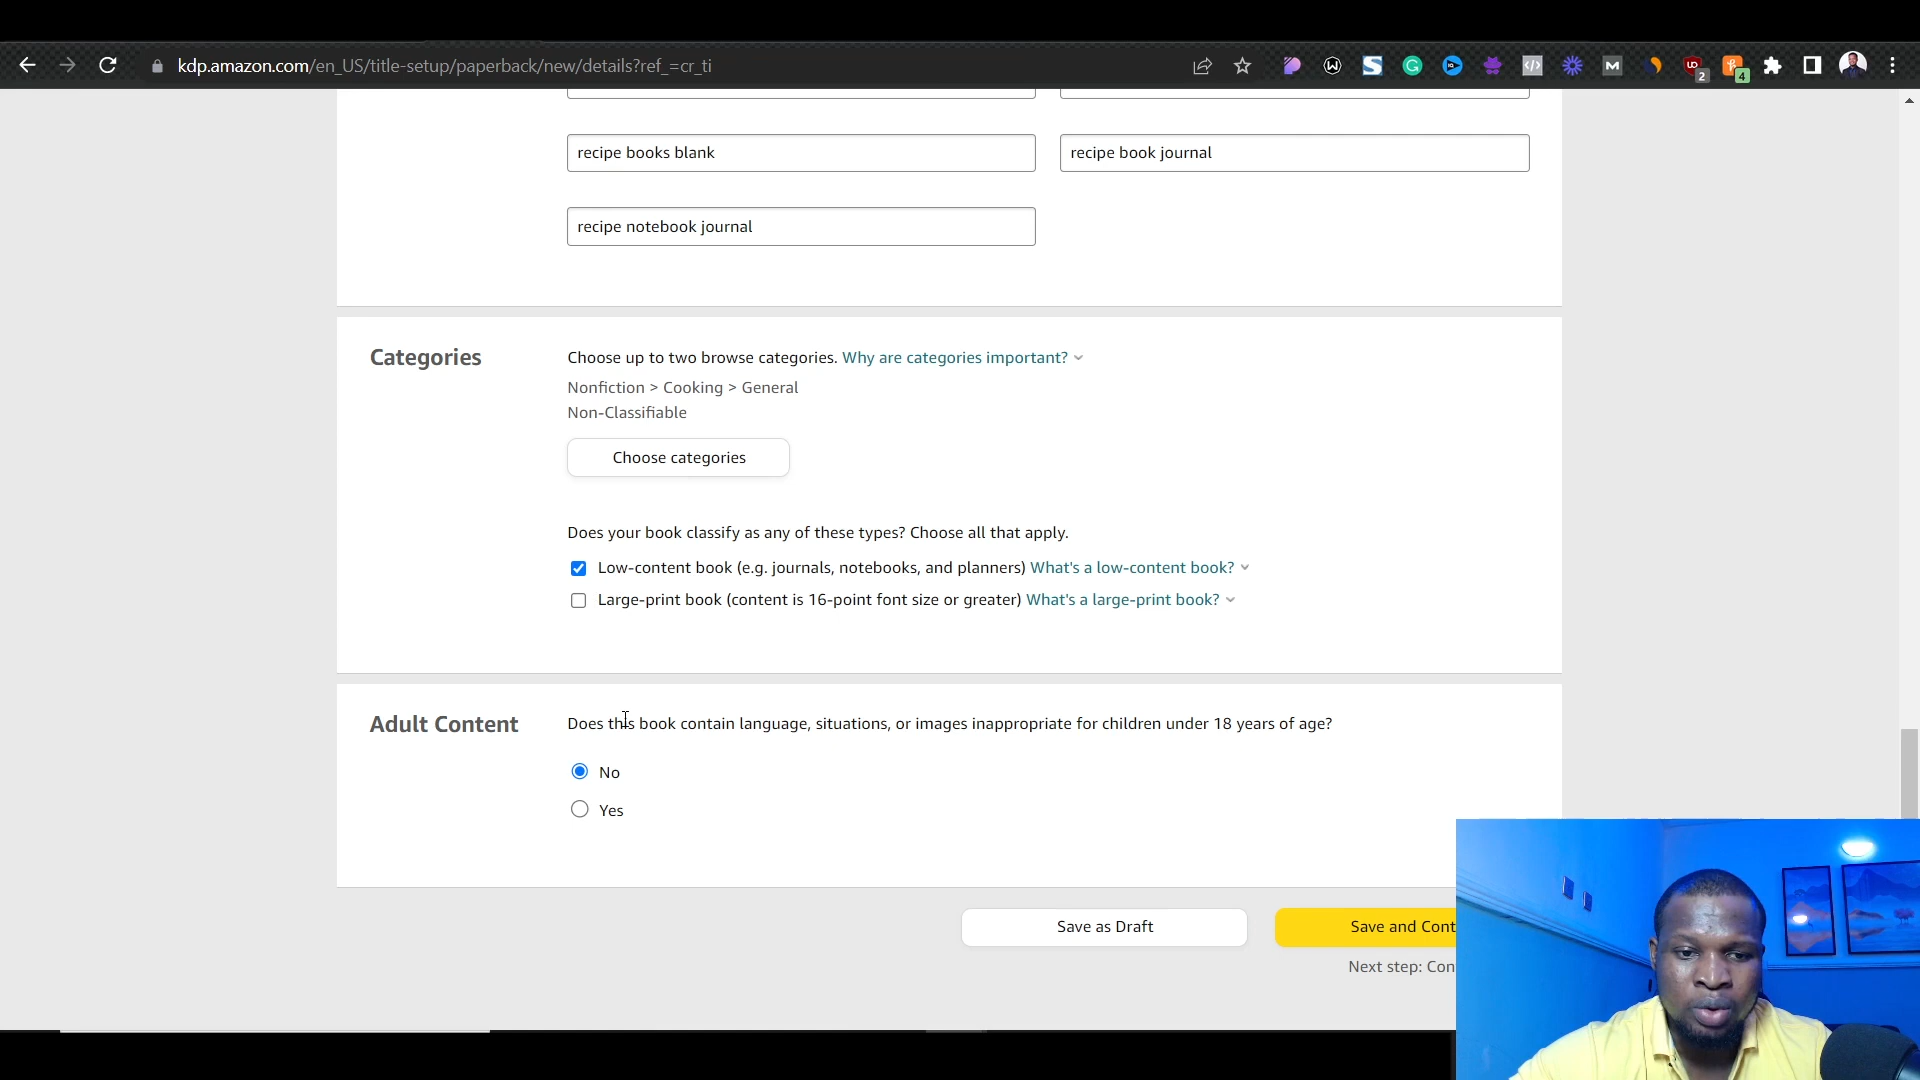 kdp.amazon.com/en_US/title-setup/paperback/new/details?ref_=cr_ti
2
4
recipe books blank
recipe book journal
recipe notebook journal
Categories
Choose up to two browse categories. Why are categories important?
Nonfiction > Cooking > General
Non-Classifiable
Choose categories
Does your book classify as any of these types? Choose all that apply.
Low-content book (e.g. journals, notebooks, and planners) What's a low-content book?
Large-print book (content is 16-point font size or greater) What's a large-print book?
Adult Content
Does this book contain language, situations, or images inappropriate for children under 18 years of age?
No
Yes
Save as Draft
Save and Cont
Next step: Con